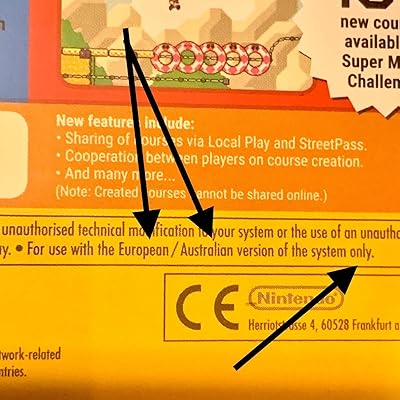 new cou
available
Super M
Challen
New features include:
• Sharing of courses via Local Play and StreetPass.
• Cooperation between players on course creation.
• And many more...
(Note: Created courses cannot be shared online.)
unauthorised technical modification to your system or the use of an unautho
ay. • For use with the European/Australian version of the system only.
CE Nintendo
Herriotstrasse 4, 60528 Frankfurt a
twork-related
ntries.